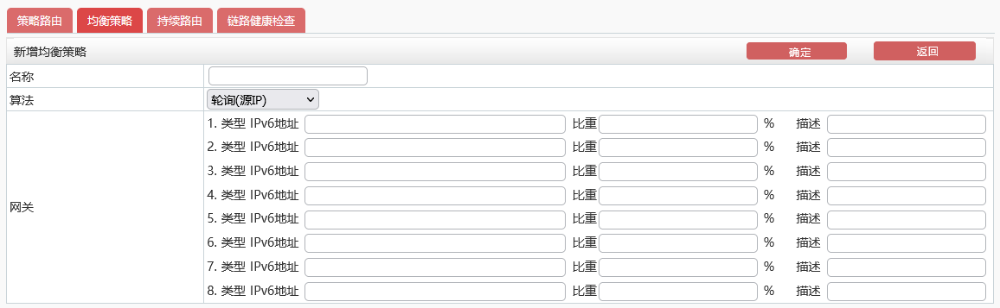 策略路由 均衡策略 持续路由 链路健康检查
新增均衡策略 确定 返回
名称
算法 轮询(源IP)
网关
1. 类型 IPv6地址 比重 % 描述
2. 类型 IPv6地址 比重 % 描述
3. 类型 IPv6地址 比重 % 描述
4. 类型 IPv6地址 比重 % 描述
5. 类型 IPv6地址 比重 % 描述
6. 类型 IPv6地址 比重 % 描述
7. 类型 IPv6地址 比重 % 描述
8. 类型 IPv6地址 比重 % 描述